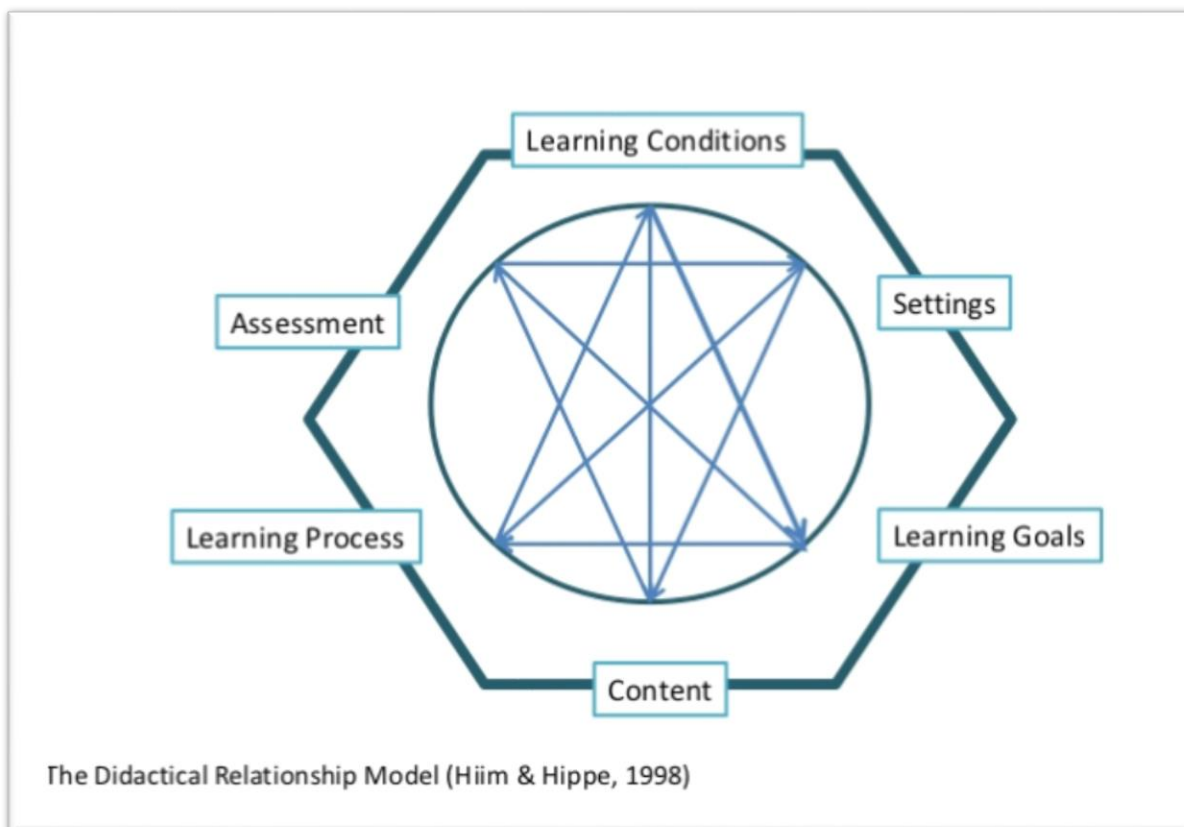 Learning Conditions
Settings
Assessment
Learning Process
Learning Goals
Content
The Didactical Relationship Model (Hiim & Hippe, 1998)